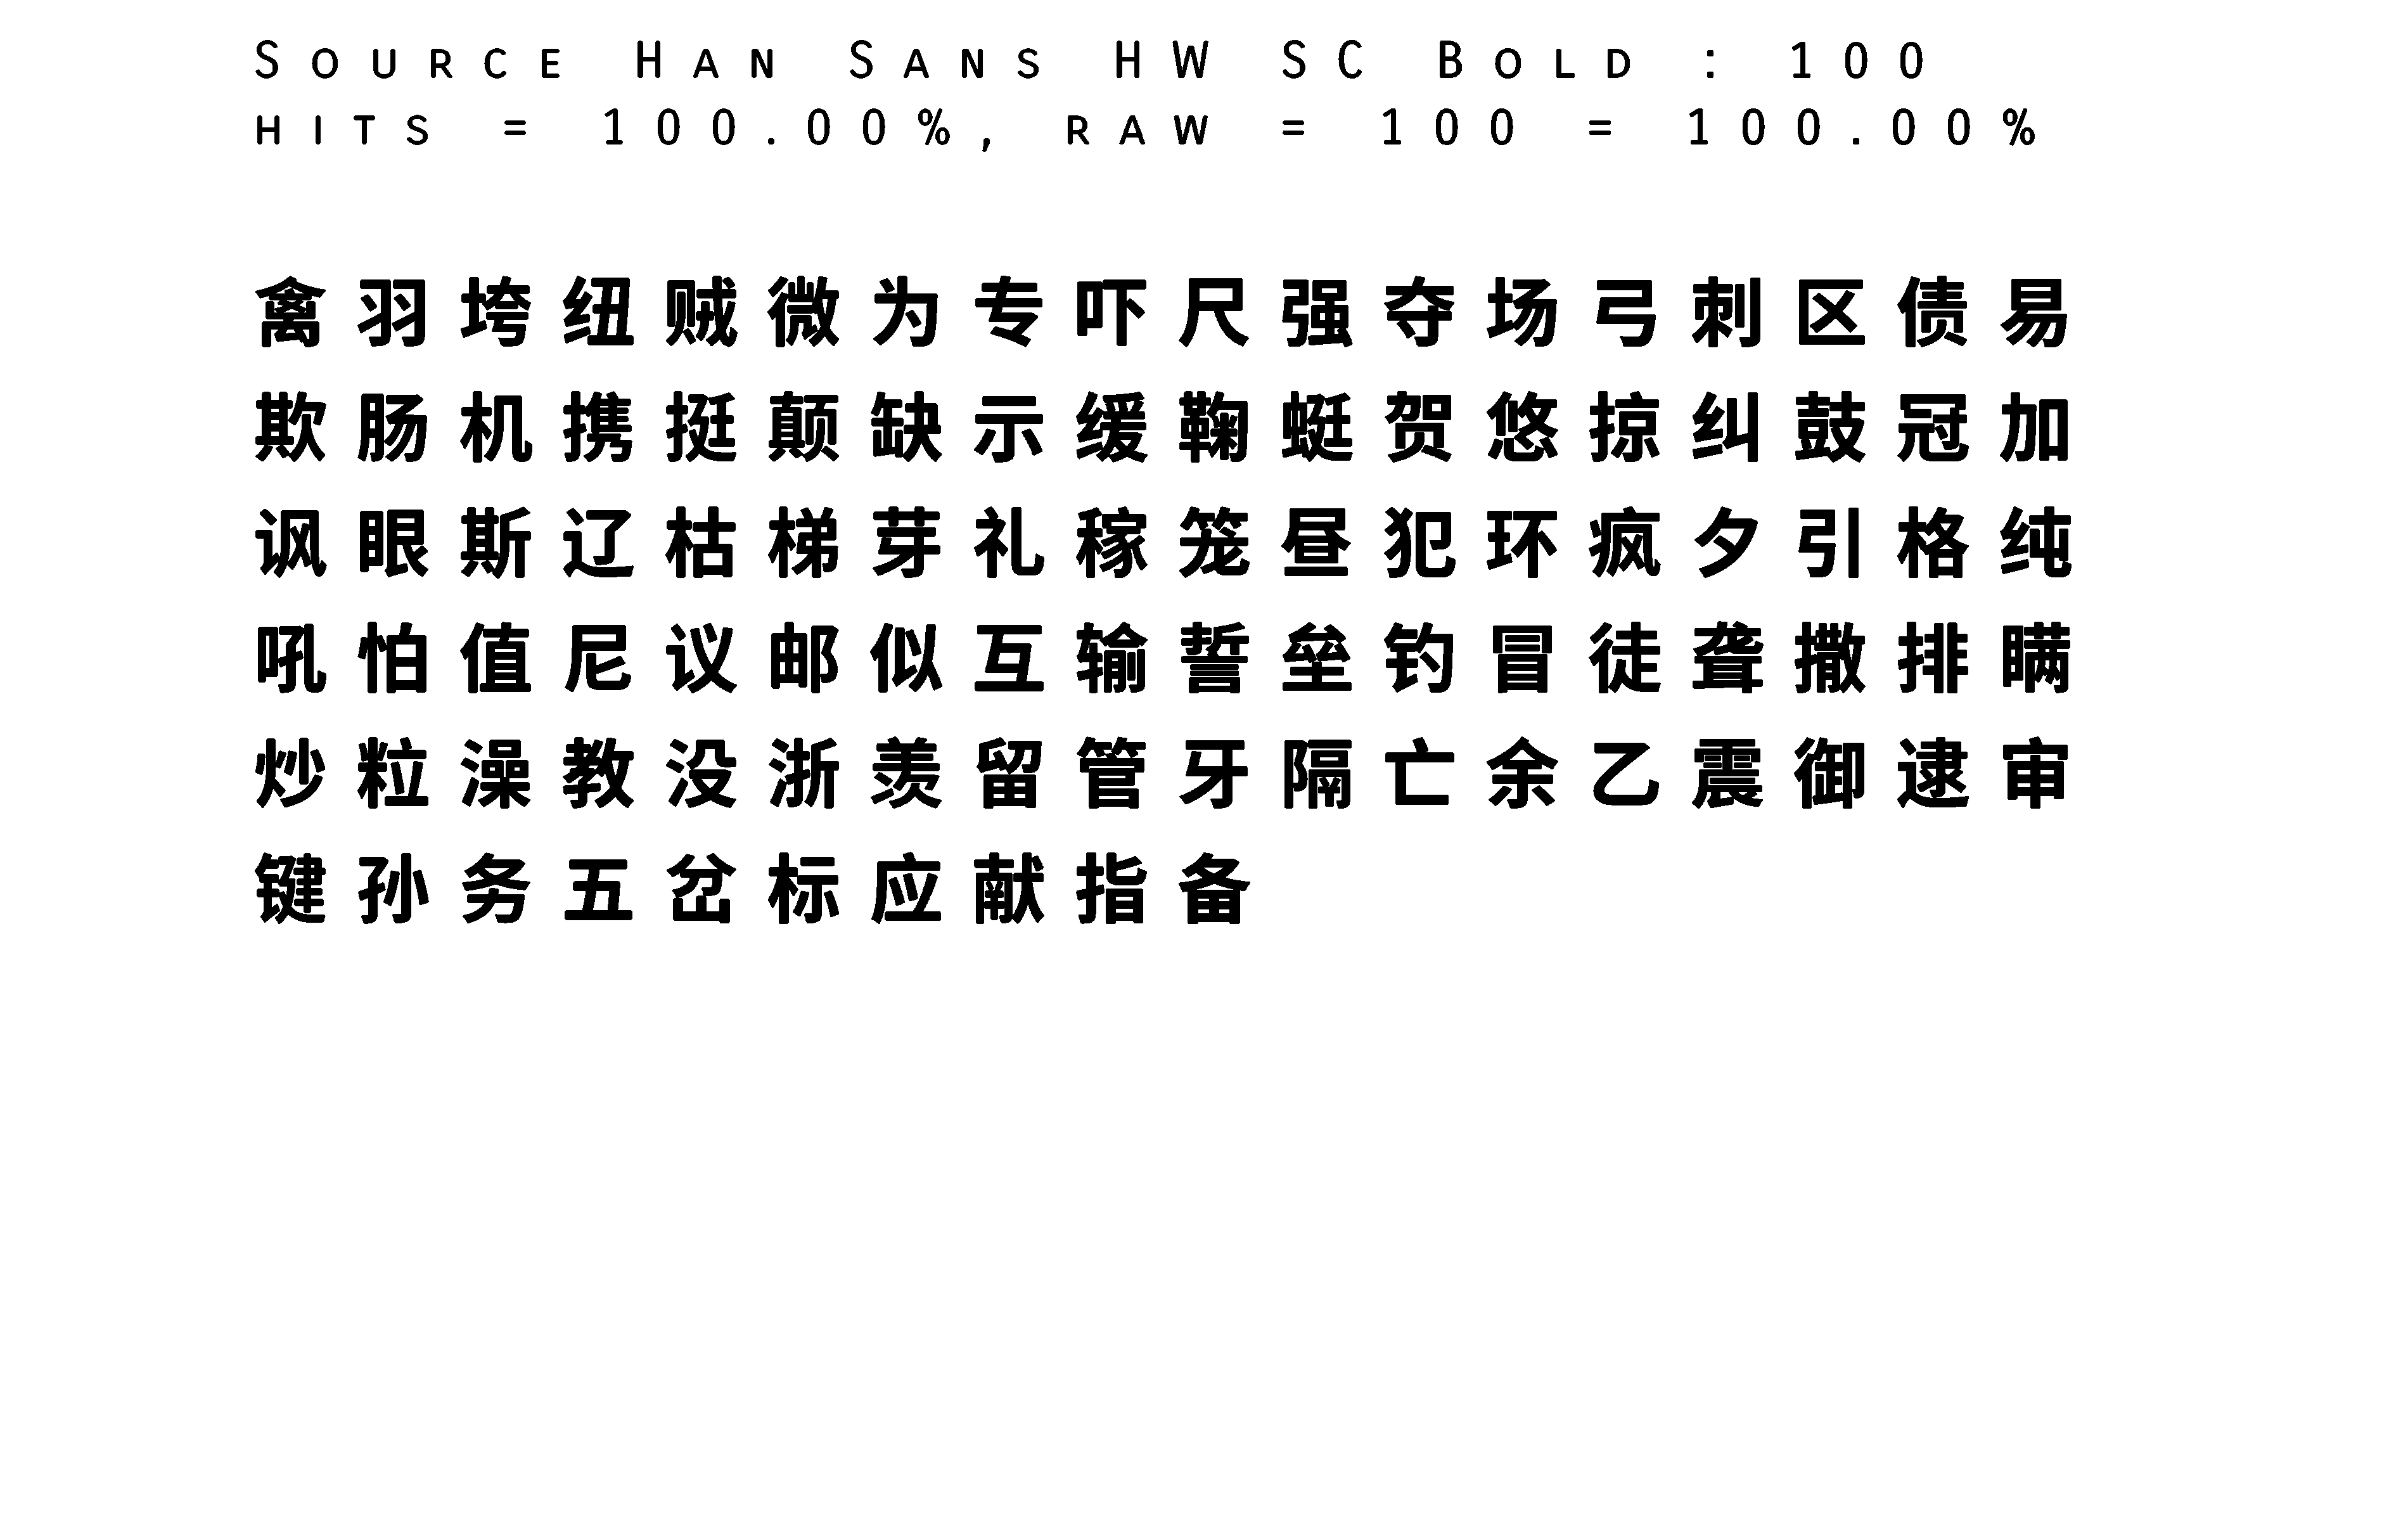 Source Han Sans HW SC Bold : 100
hits = 100.00%, raw = 100 = 100.00%
禽羽垮纽贼微为专吓尺强夺场弓刺区债易
欺肠机携挺颠缺示缓鞠蜓贺悠掠纠鼓冠加
讽眼斯辽枯梯芽礼稼笼昼犯环疯夕引格纯
吼怕值尼议邮似互输誓垒钓冒徒聋撒排瞒
炒粒澡教没浙羡留管牙隔亡余乙震御逮审
键孙务五岔标应献指备